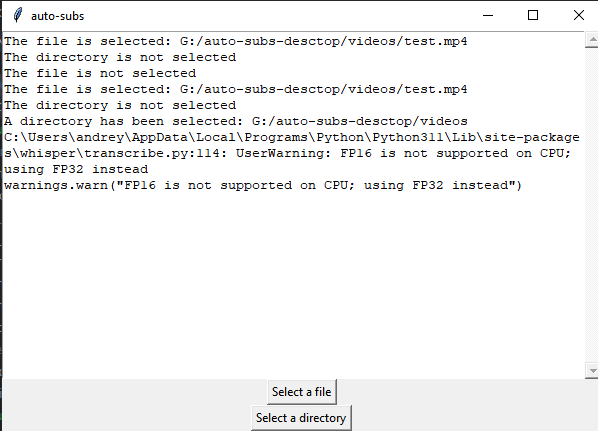 auto-subs
The file is selected: G:/auto-subs-desctop/videos/test.mp4
The directory is not selected
The file is not selected
The file is selected: G:/auto-subs-desctop/videos/test.mp4
The directory is not selected
A directory has been selected: G:/auto-subs-desctop/videos
C:\Users\andrey\AppData\Local\Programs\Python\Python311\Lib\site-package
s\whisper\transcribe.py:114: UserWarning: FP16 is not supported on CPU;
using FP32 instead
warnings.warn("FP16 is not supported on CPU; using FP32 instead")
Select a file
Select a directory